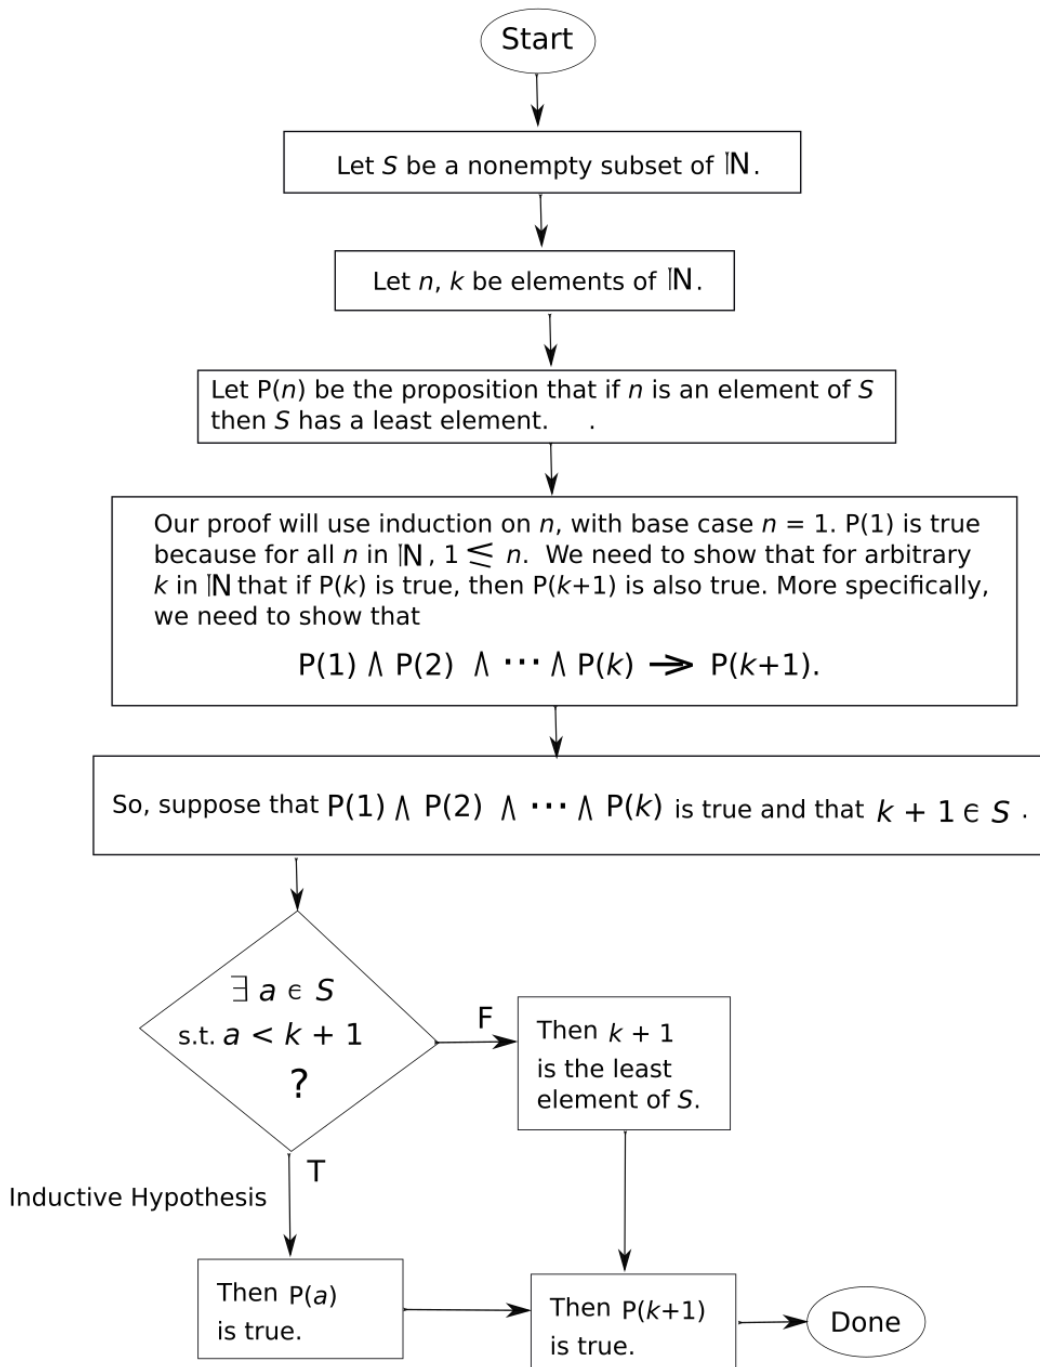 Start
Let S be a nonempty subset of ℕ.
Let n, k be elements of ℕ.
Let P(n) be the proposition that if n is an element of S
then S has a least element. .
Our proof will use induction on n, with base case n = 1. P(1) is true
because for all n in ℕ, 1 ≤ n. We need to show that for arbitrary
k in ℕ that if P(k) is true, then P(k+1) is also true. More specifically,
we need to show that
P(1) ∧ P(2) ∧ ⋯ ∧ P(k) → P(k+1).
So, suppose that P(1) ∧ P(2) ∧ ⋯ ∧ P(k) is true and that k + 1 ∈ S .
∃ a ∈ S
s.t. a < k + 1
?
F
Then k + 1
is the least
element of S.
T
Inductive Hypothesis
Then P(a)
is true.
Then P(k+1)
is true.
Done